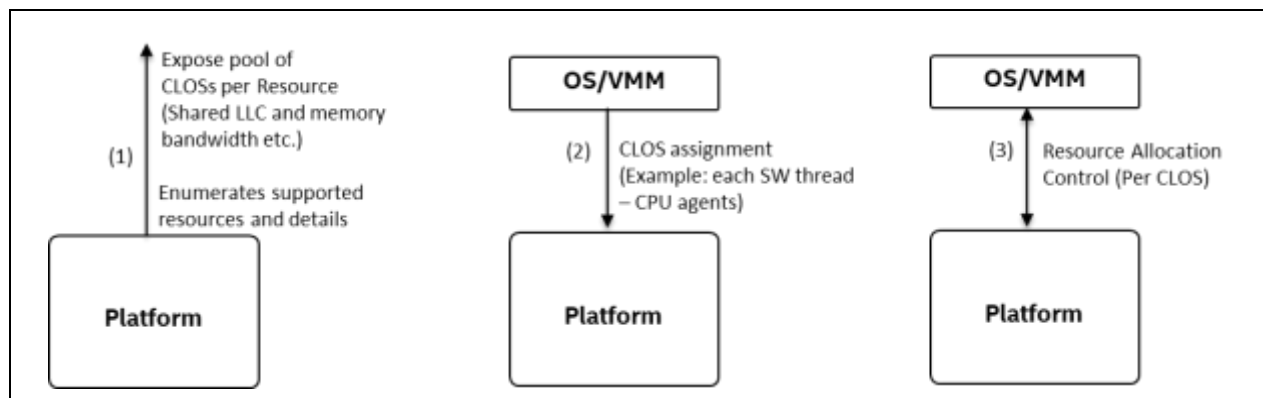 Expose pool of
CLOSs per Resource
(Shared LLC and memory
bandwidth etc.)
(1)
Enumerates supported
resources and details
Platform
OS/VMM
(2)
CLOS assignment
(Example: each SW thread
– CPU agents)
Platform
OS/VMM
(3)
Resource Allocation
Control (Per CLOS)
Platform